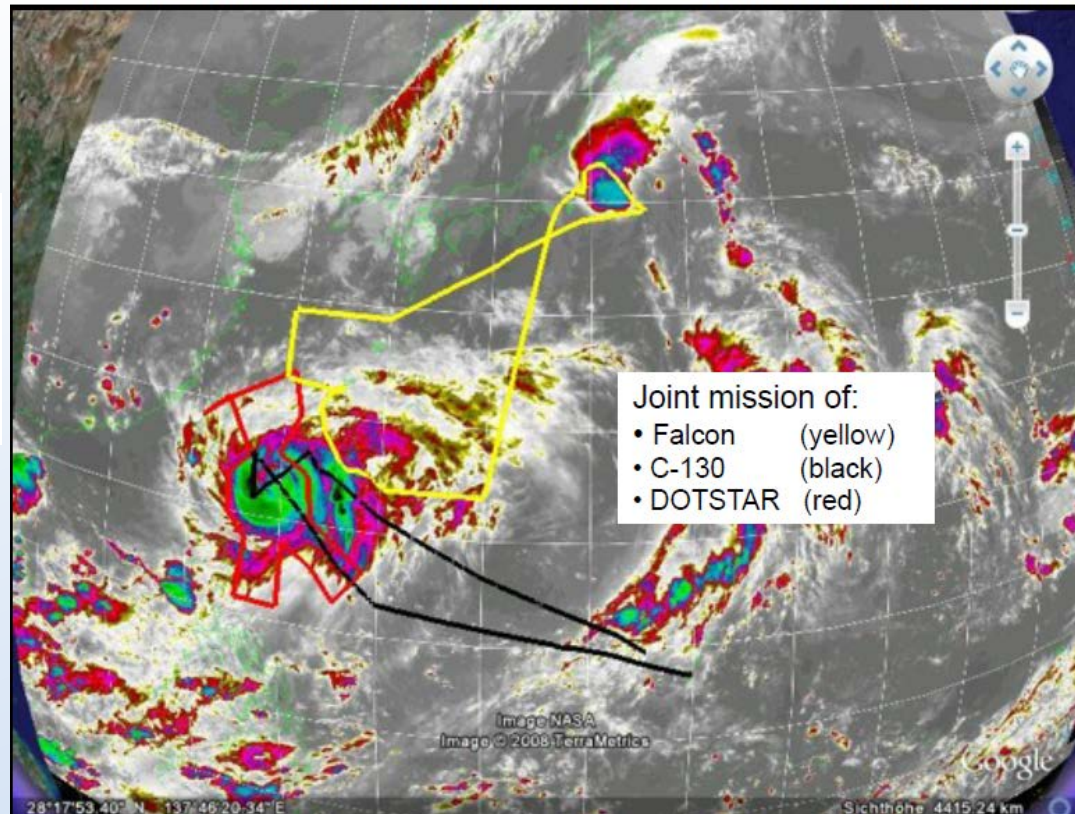 Joint mission of:
• Falcon (yellow)
• C-130 (black)
• DOTSTAR (red)
Image NASA
Image © 2008 TerraMetrics
Google
28°17'53.40" N 137°46'20.34" E Sichthöhe 4415.24 km